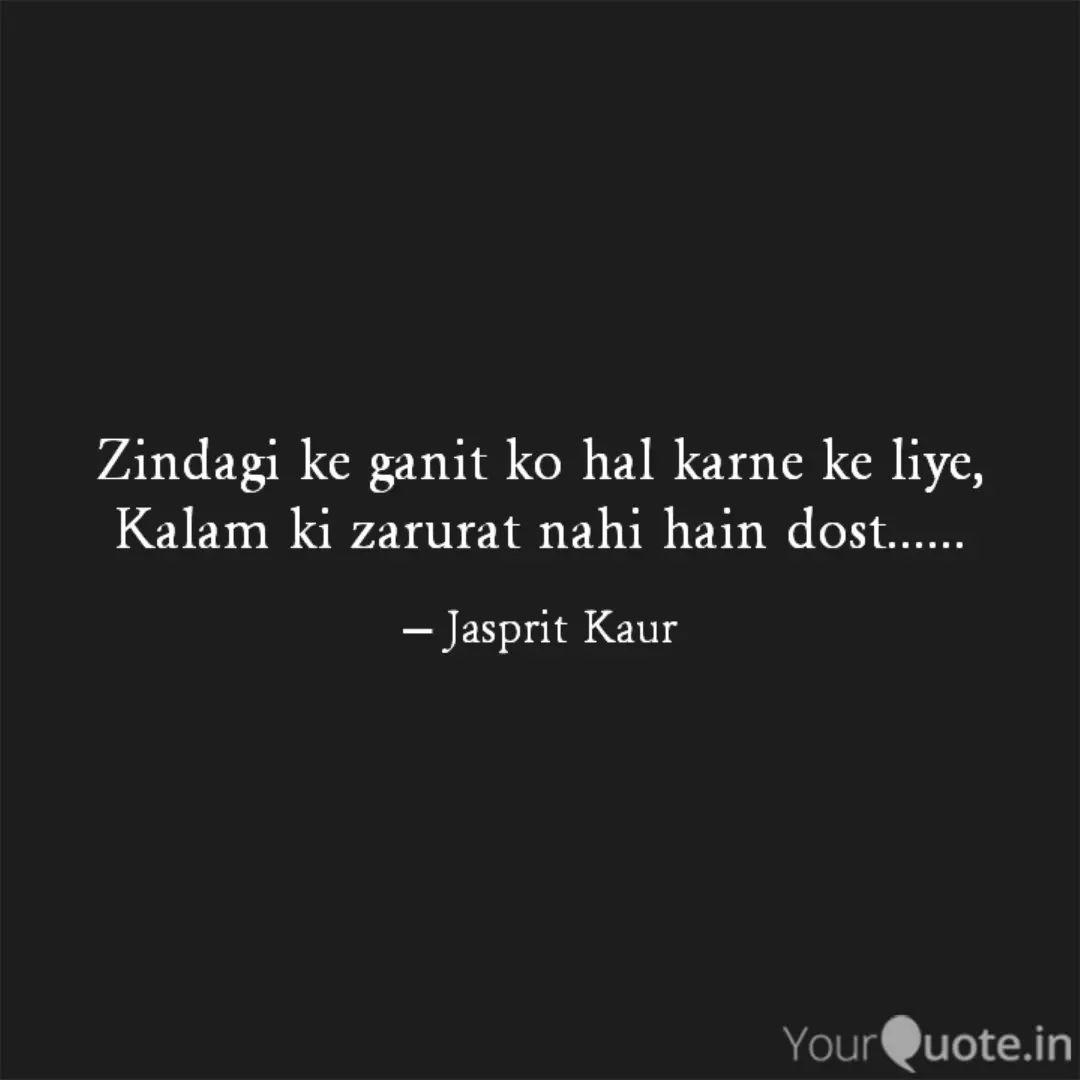 Zindagi ke ganit ko hal karne ke liye,
Kalam ki zarurat nahi hain dost......
– Jasprit Kaur
YourQuote.in